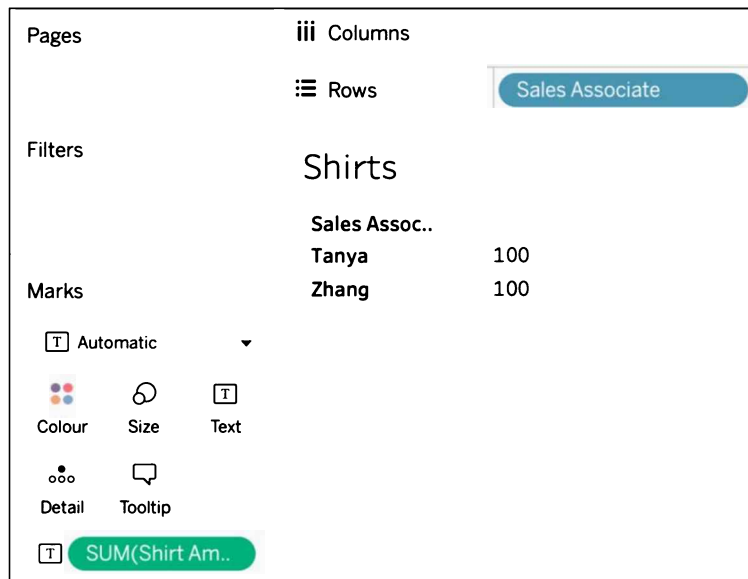 Pages
Columns
Rows
Sales Associate
Filters
Shirts
Sales Assoc..
Tanya 100
Zhang 100
Marks
T Automatic
Colour Size T Text
Detail Tooltip
T SUM(Shirt Am..